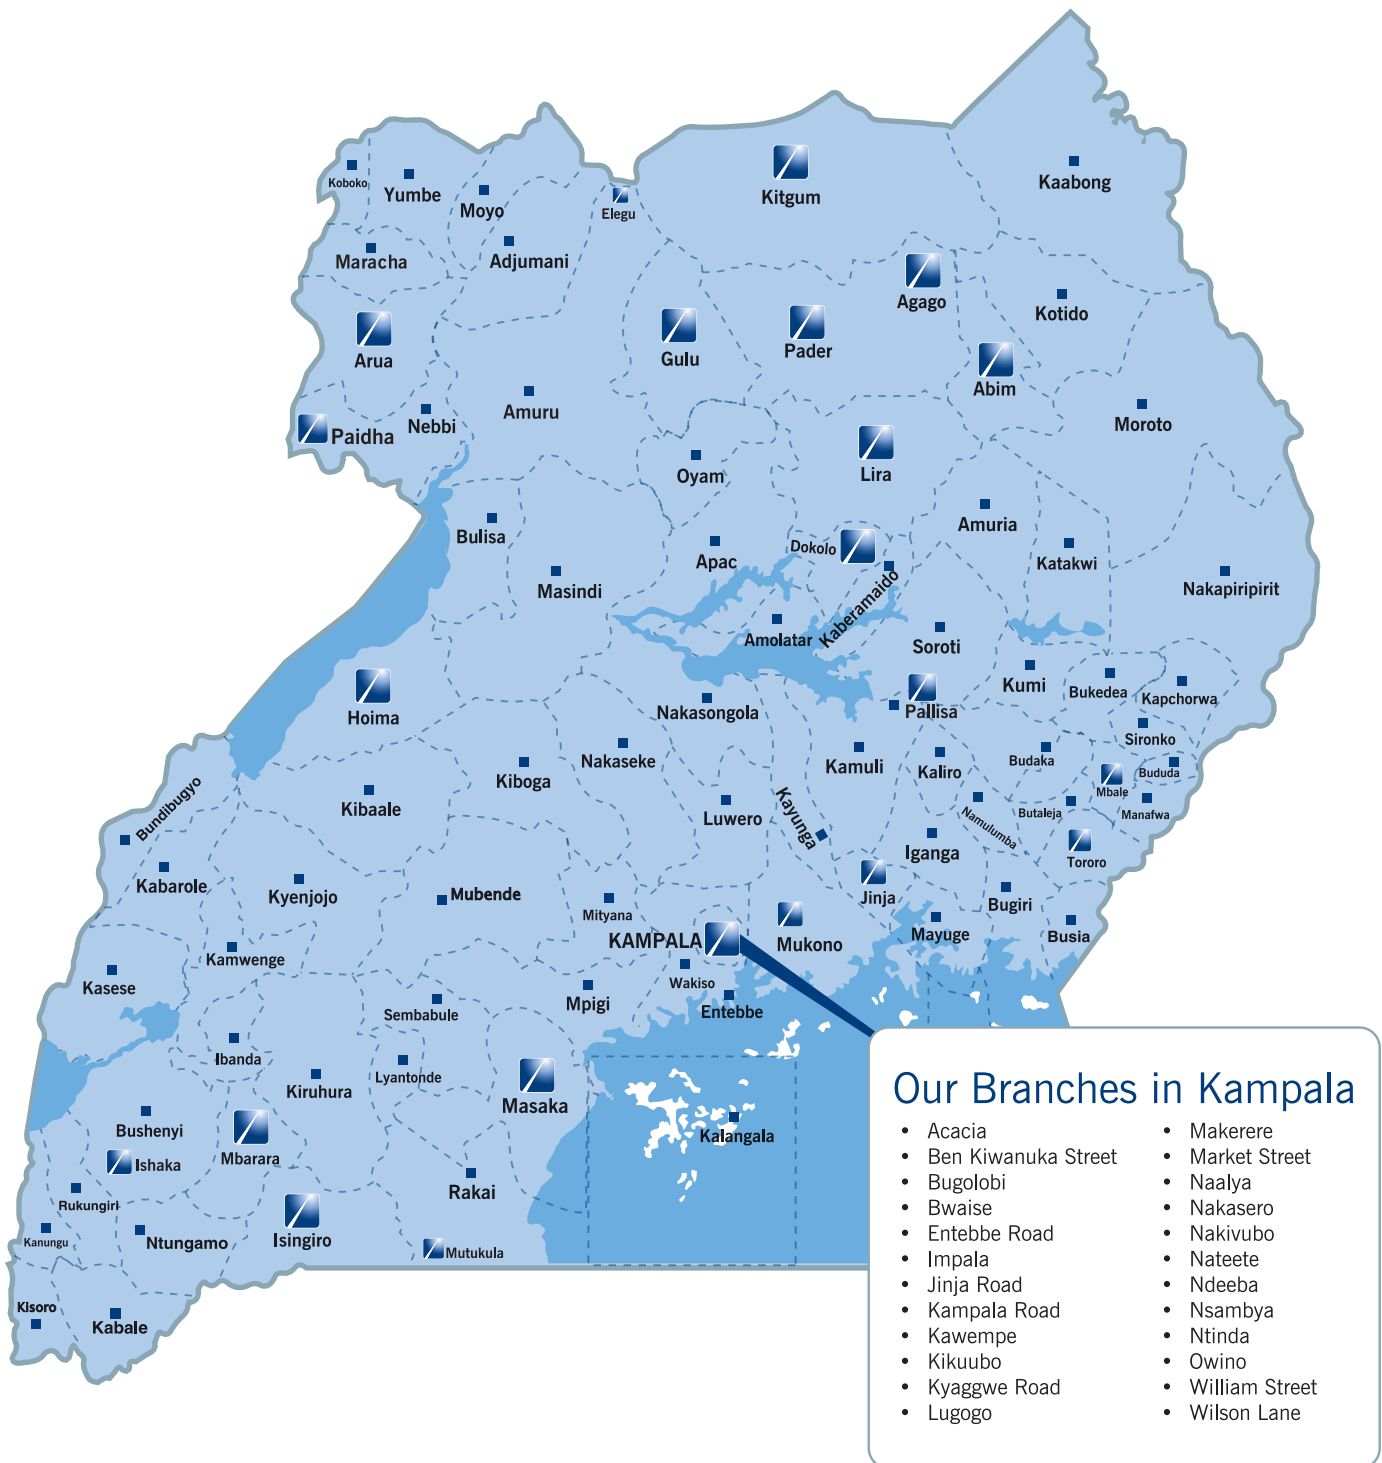 Koboko
Yumbe
Moyo
Elegu
Kitgum
Kaabong
Maracha
Adjumani
Agago
Kotido
Arua
Gulu
Pader
Abim
Paidha
Nebbi
Amuru
Moroto
Oyam
Lira
Bulisa
Amuria
Apac
Dokolo
Katakwi
Masindi
Kaberamaido
Nakapiripirit
Amolatar
Soroti
Hoima
Nakasongola
Pallisa
Kumi
Bukedea
Kapchorwa
Sironko
Nakaseke
Kiboga
Kamuli
Kaliro
Budaka
Bududa
Mbale
Bundibugyo
Kibaale
Luwero
Kayunga
Namulumba
Butaleja
Manafwa
Iganga
Tororo
Kabarole
Kyenjojo
Mubende
Mityana
Jinja
Bugiri
KAMPALA
Mukono
Mayuge
Busia
Kamwenge
Kasese
Wakiso
Sembabule
Mpigi
Entebbe
Ibanda
Kiruhura
Lyantonde
Masaka
Bushenyi
Mbarara
Kalangala
Ishaka
Rukungiri
Rakai
Kanungu
Ntungamo
Isingiro
Mutukula
Kisoro
Kabale
Our Branches in Kampala
• Acacia
• Ben Kiwanuka Street
• Bugolobi
• Bwaise
• Entebbe Road
• Impala
• Jinja Road
• Kampala Road
• Kawempe
• Kikuubo
• Kyaggwe Road
• Lugogo
• Makerere
• Market Street
• Naalya
• Nakasero
• Nakivubo
• Nateete
• Ndeeba
• Nsambya
• Ntinda
• Owino
• William Street
• Wilson Lane